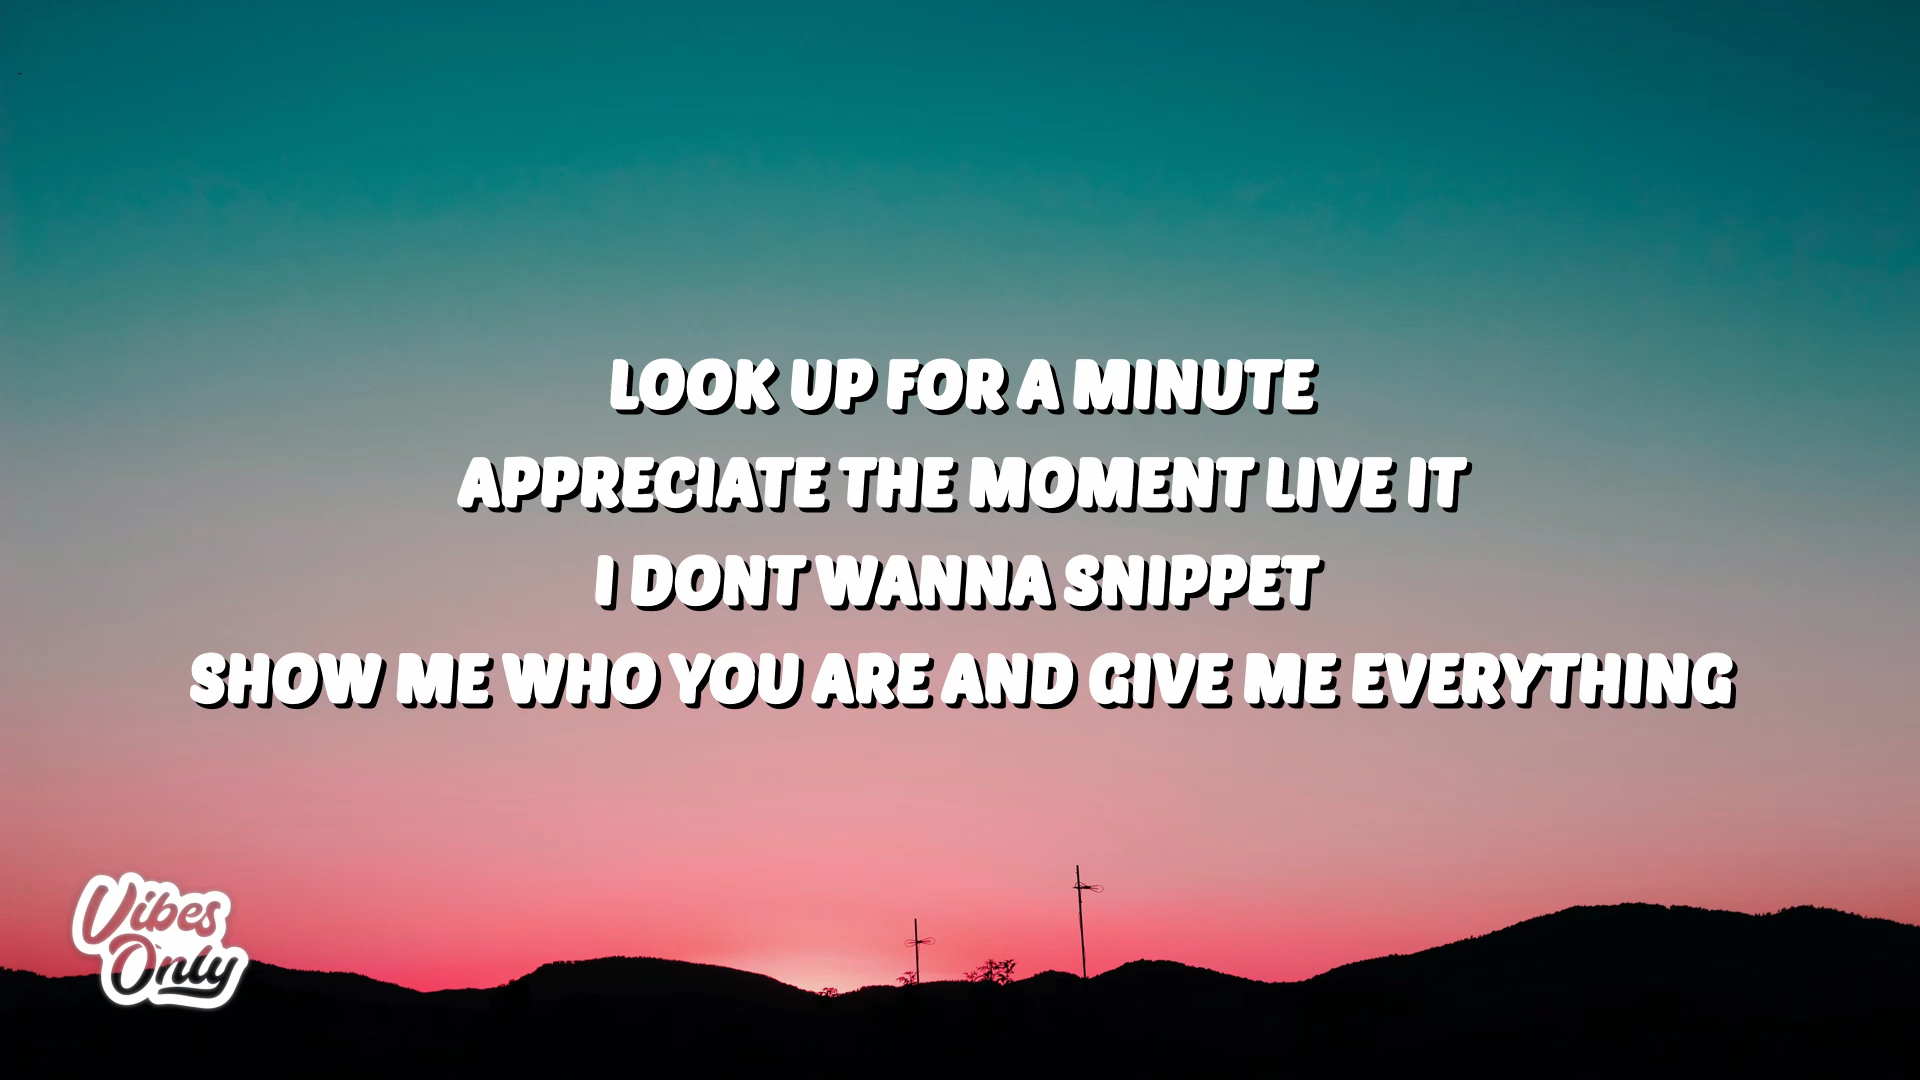 LOOK UP FOR A MINUTE
APPRECIATE THE MOMENT LIVE IT
I DONT WANNA SNIPPET
SHOW ME WHO YOU ARE AND GIVE ME EVERYTHING
Vibes
Only